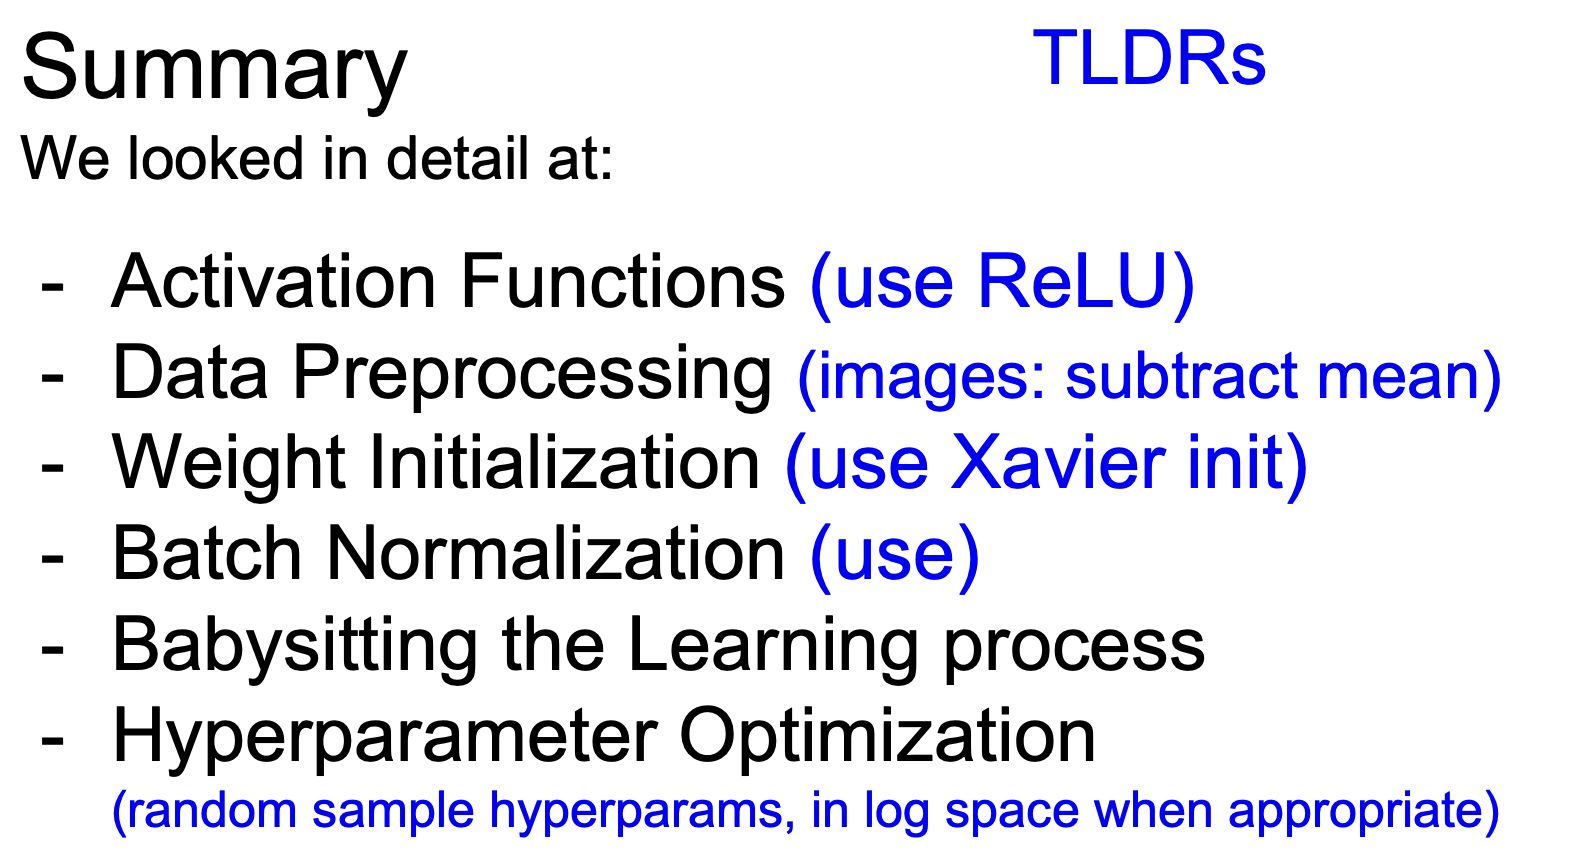 Summary
TLDRs
We looked in detail at:
- Activation Functions (use ReLU)
- Data Preprocessing (images: subtract mean)
- Weight Initialization (use Xavier init)
- Batch Normalization (use)
- Babysitting the Learning process
- Hyperparameter Optimization
(random sample hyperparams, in log space when appropriate)